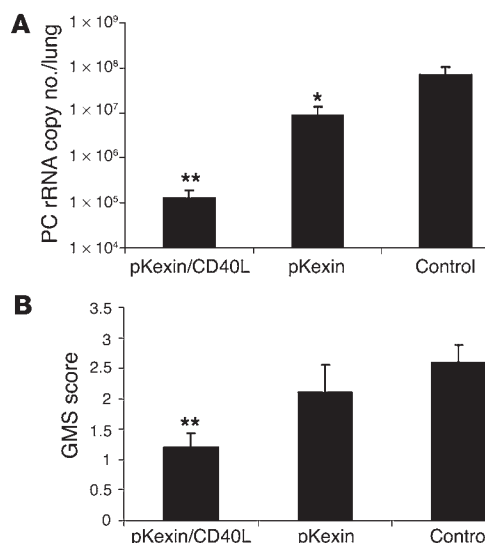 A
PC rRNA copy no./lung
1 × 10⁹
1 × 10⁸
1 × 10⁷
1 × 10⁶
1 × 10⁵
1 × 10⁴
**
*
pKexin/CD40L pKexin Control
B
GMS score
3.5
3
2.5
2
1.5
1
0.5
0
**
pKexin/CD40L pKexin Contro